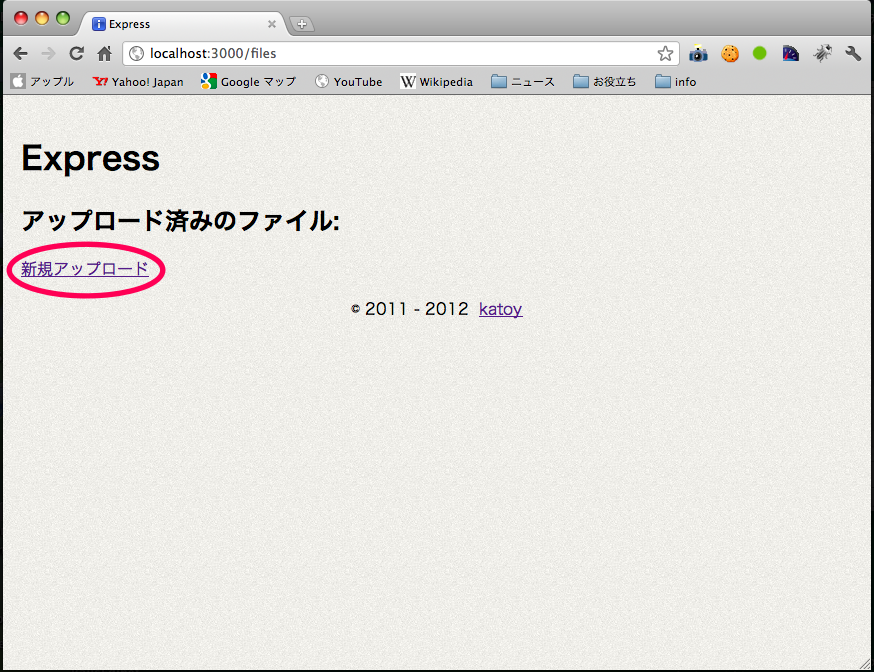 Express
localhost:3000/files
アップル Yahoo! Japan Google マップ YouTube Wikipedia ニュース お役立ち info
Express
アップロード済みのファイル:
新規アップロード
© 2011 - 2012 katoy